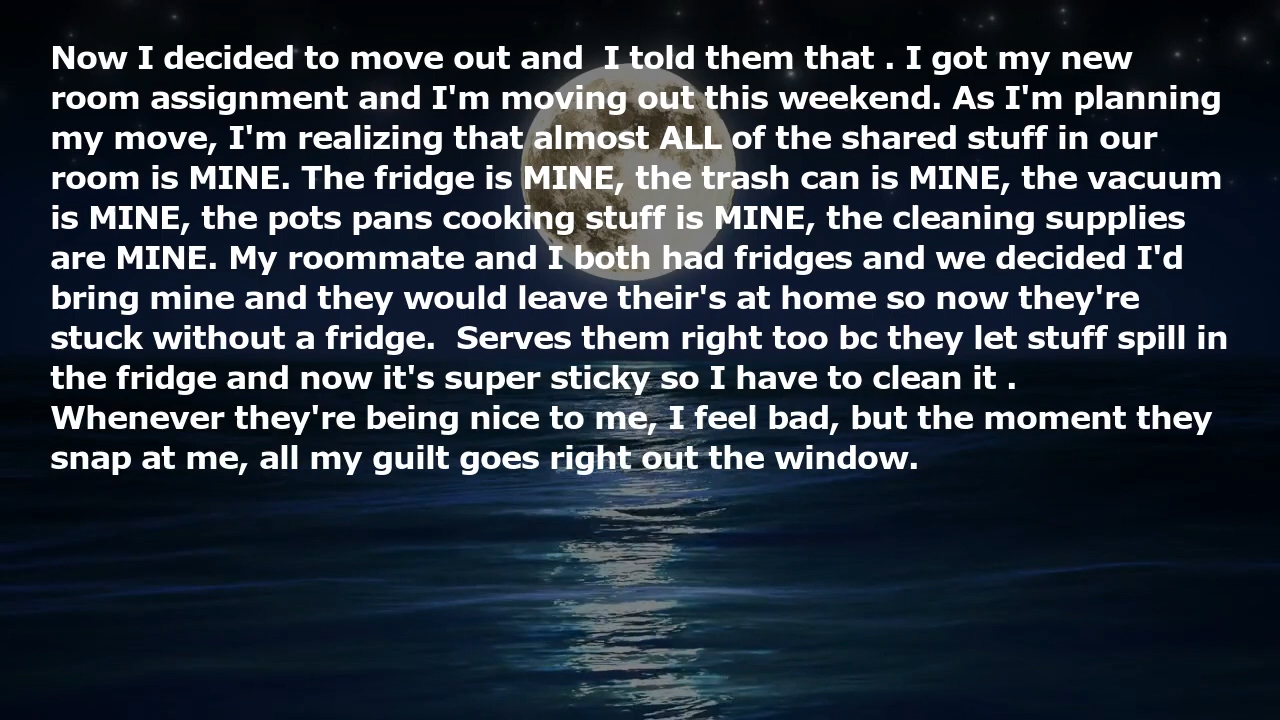 Now I decided to move out and  I told them that . I got my new
room assignment and I'm moving out this weekend. As I'm planning
my move, I'm realizing that almost ALL of the shared stuff in our
room is MINE. The fridge is MINE, the trash can is MINE, the vacuum
is MINE, the pots pans cooking stuff is MINE, the cleaning supplies
are MINE. My roommate and I both had fridges and we decided I'd
bring mine and they would leave their's at home so now they're
stuck without a fridge.  Serves them right too bc they let stuff spill in
the fridge and now it's super sticky so I have to clean it .
Whenever they're being nice to me, I feel bad, but the moment they
snap at me, all my guilt goes right out the window.